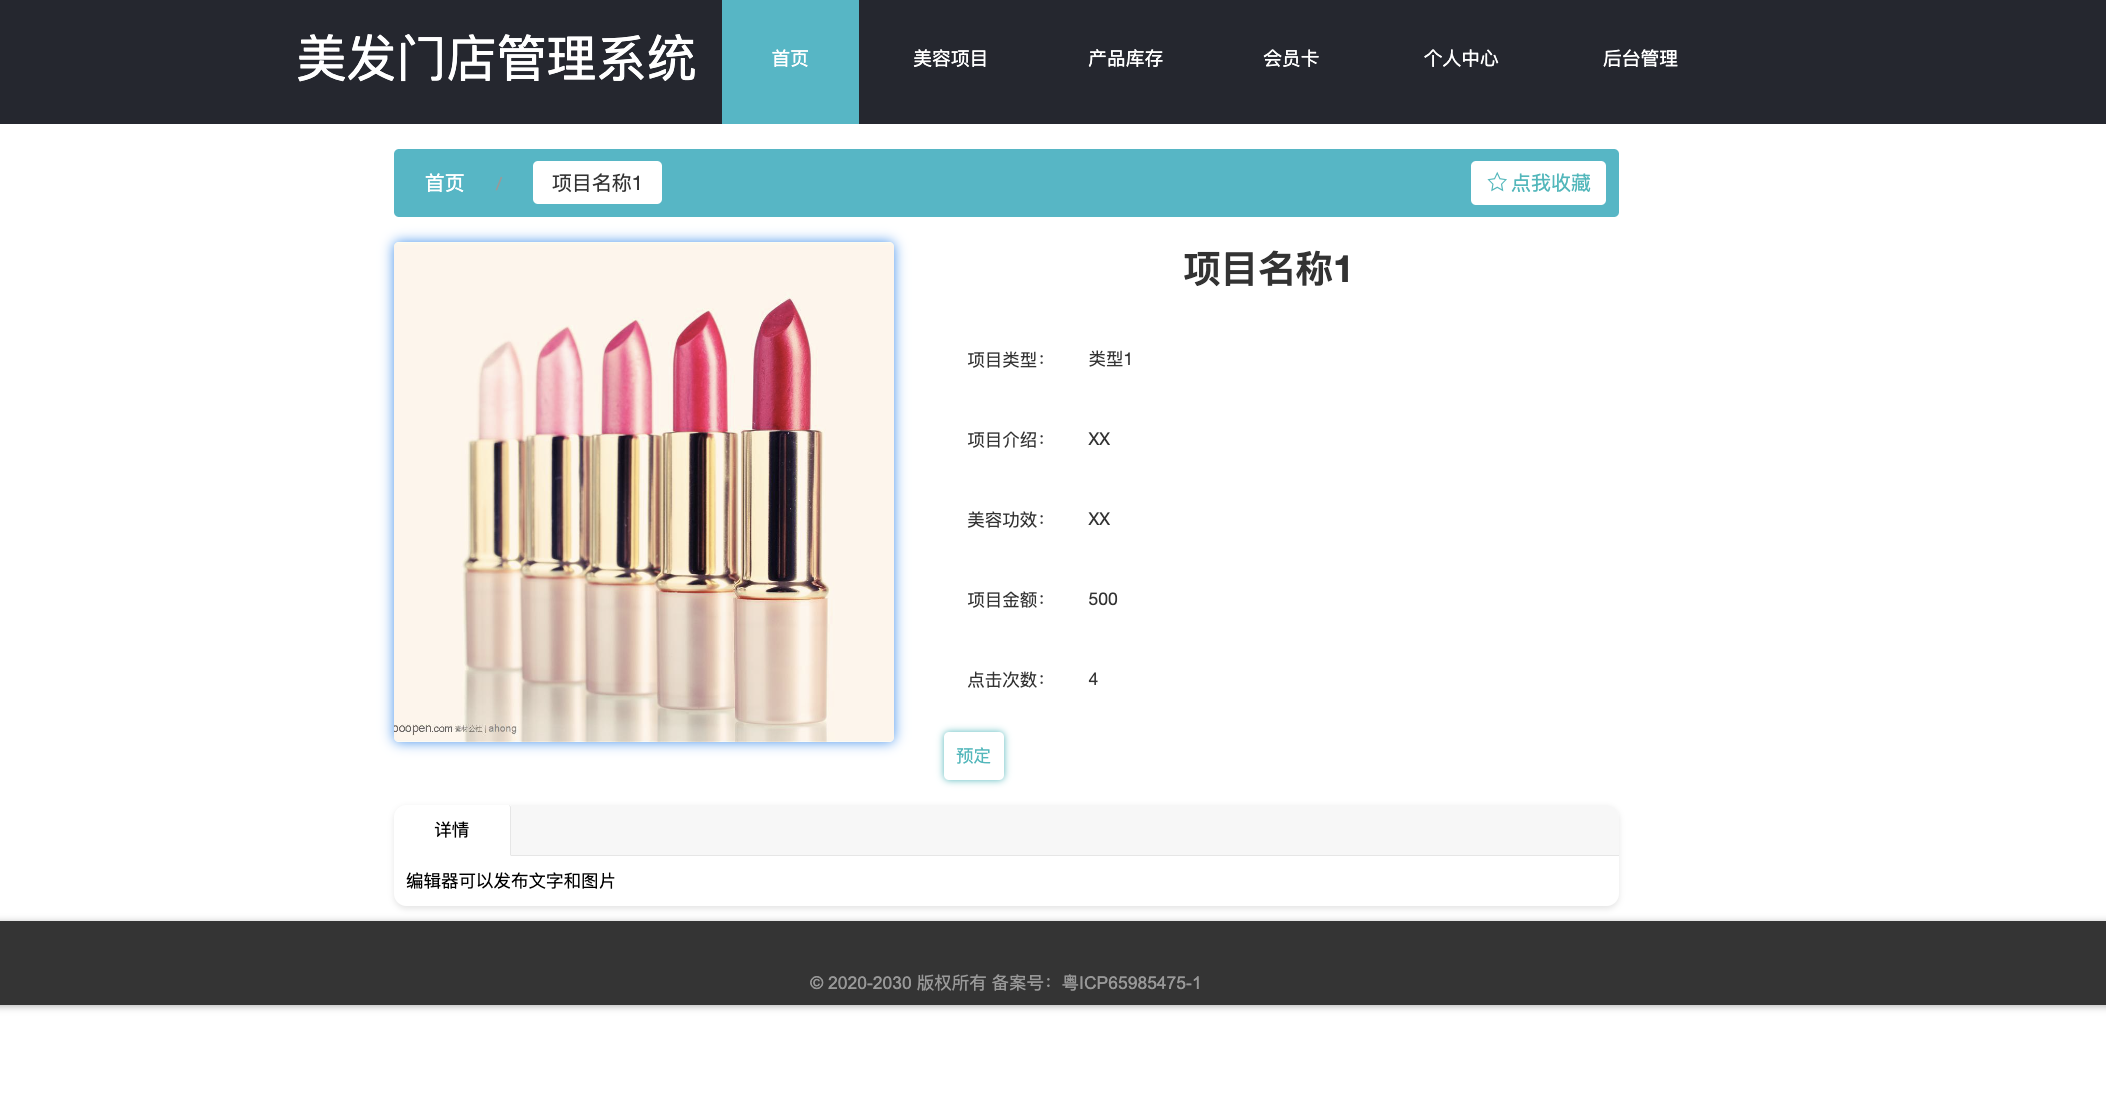 美发门店管理系统
首页 美容项目 产品库存 会员卡 个人中心 后台管理
首页 / 项目名称1 ☆ 点我收藏
项目名称1
项目类型： 类型1
项目介绍： XX
美容功效： XX
项目金额： 500
点击次数： 4
ooopen.com 素材公社 | ahong
预定
详情
编辑器可以发布文字和图片
© 2020-2030 版权所有 备案号：粤ICP65985475-1